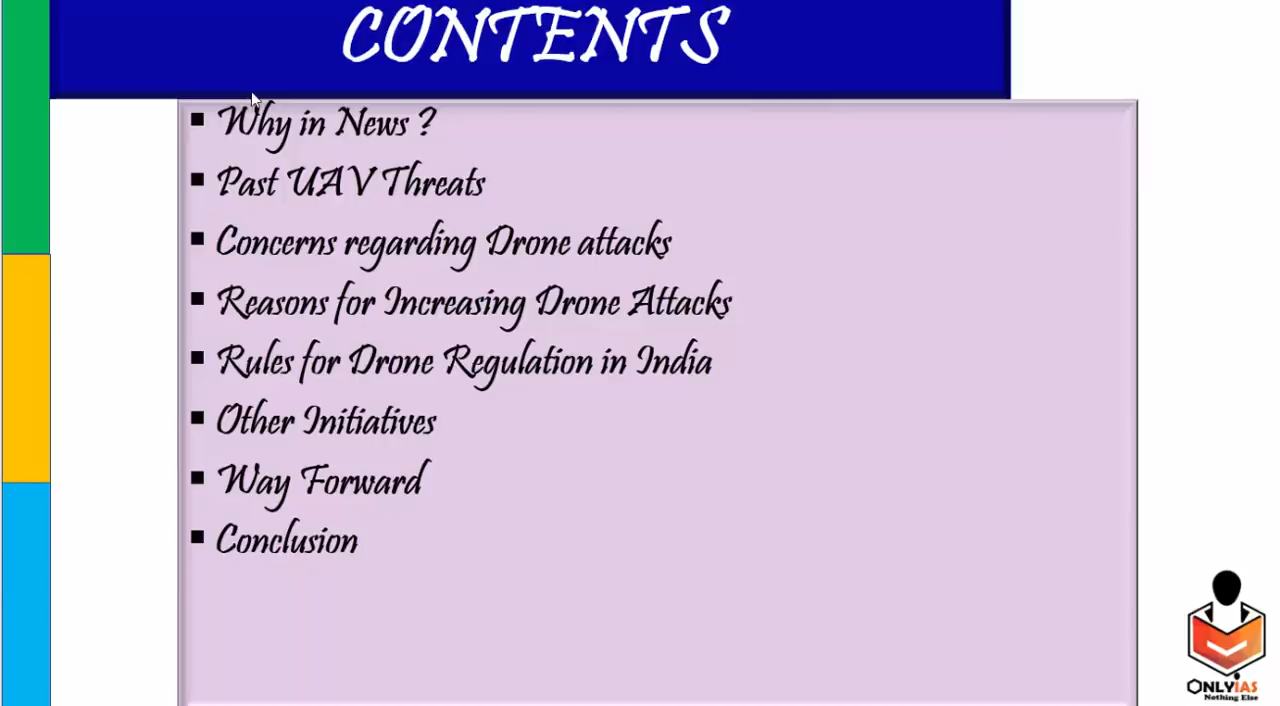 CONTENTS
Why in News ?
Past UAV Threats
Concerns regarding Drone attacks
Reasons for Increasing Drone Attacks
Rules for Drone Regulation in India
Other Initiatives
Way Forward
Conclusion
ONLYIAS
Nothing Else